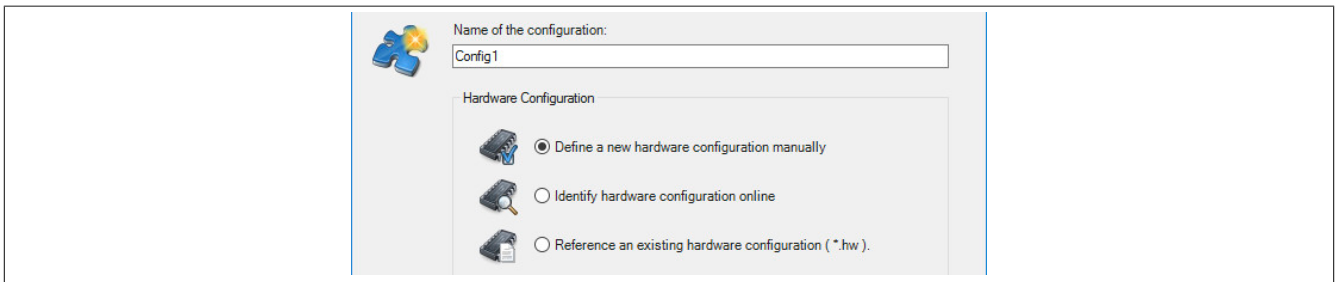 Name of the configuration:
Config1
Hardware Configuration
Define a new hardware configuration manually
Identify hardware configuration online
Reference an existing hardware configuration ( *.hw ).